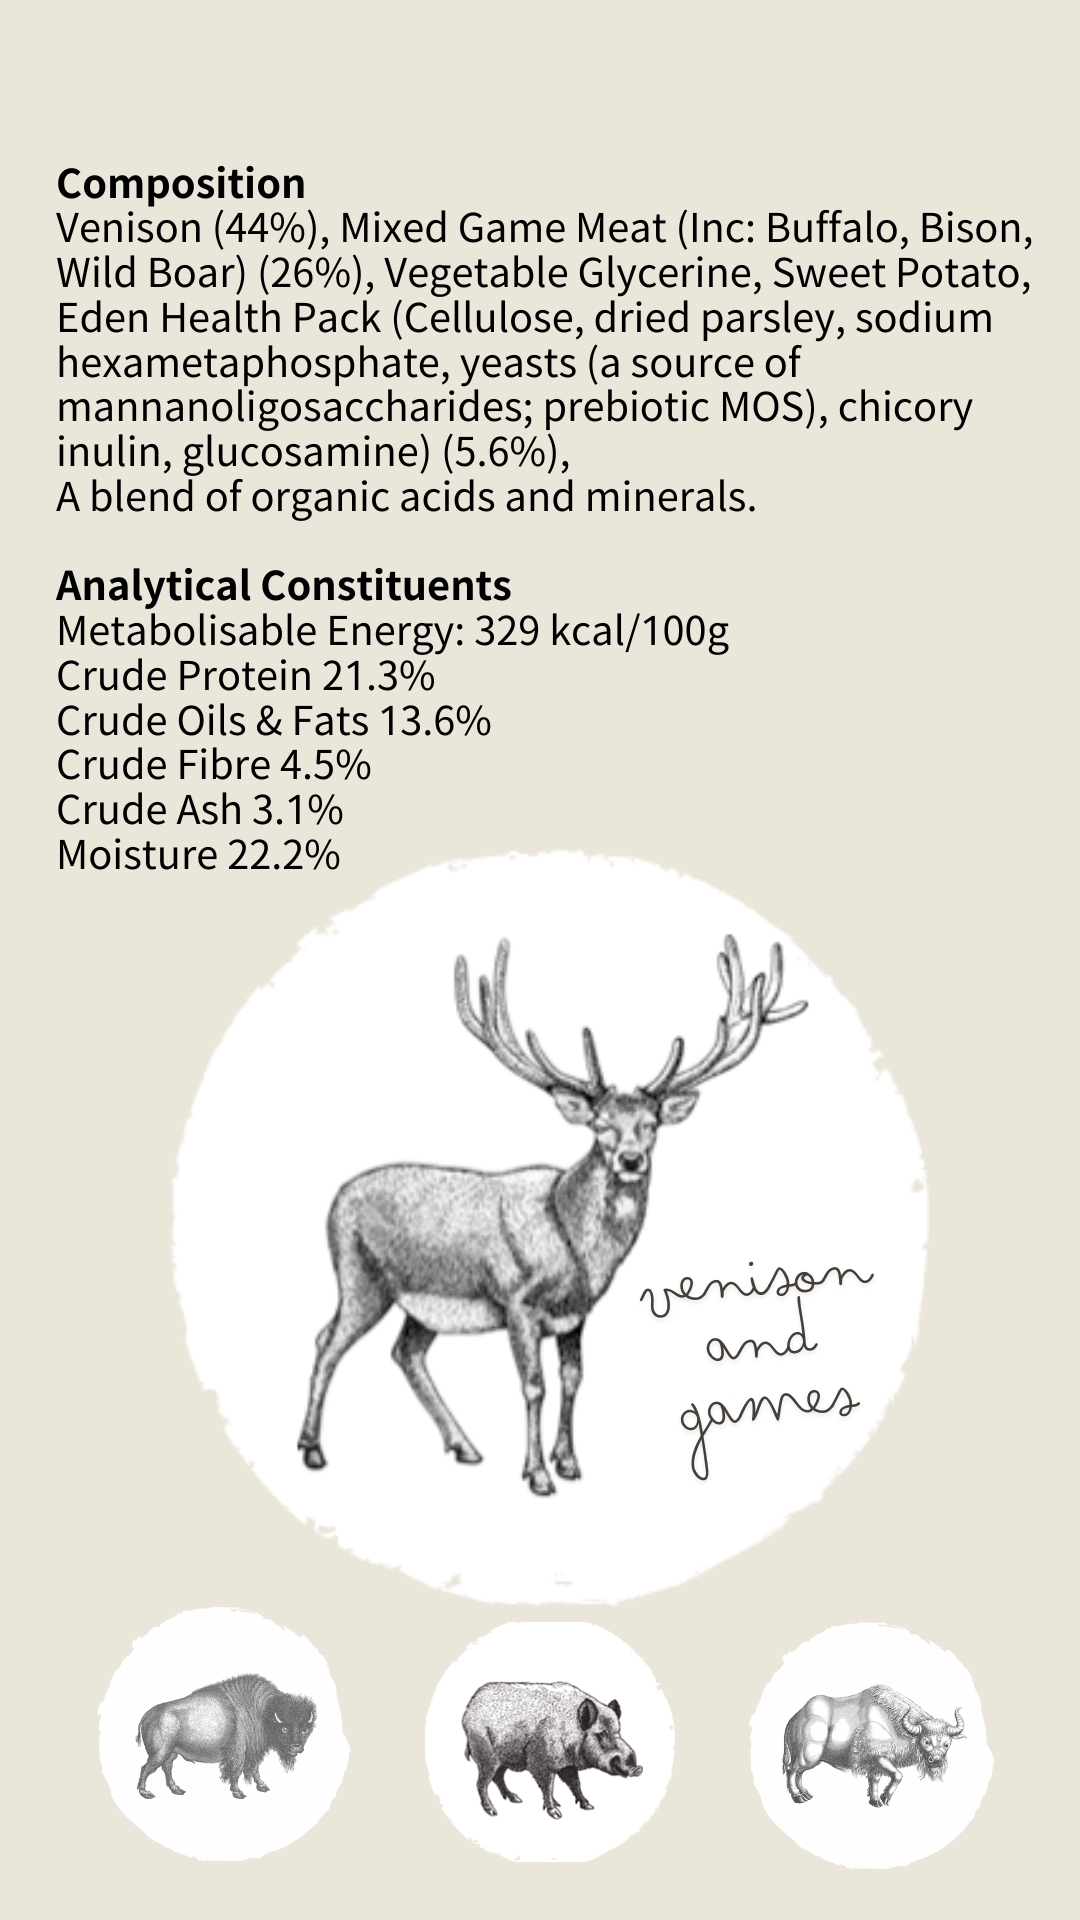 Composition
Venison (44%), Mixed Game Meat (Inc: Buffalo, Bison,
Wild Boar) (26%), Vegetable Glycerine, Sweet Potato,
Eden Health Pack (Cellulose, dried parsley, sodium
hexametaphosphate, yeasts (a source of
mannanoligosaccharides; prebiotic MOS), chicory
inulin, glucosamine) (5.6%),
A blend of organic acids and minerals.
Analytical Constituents
Metabolisable Energy: 329 kcal/100g
Crude Protein 21.3%
Crude Oils & Fats 13.6%
Crude Fibre 4.5%
Crude Ash 3.1%
Moisture 22.2%
venison
and
games